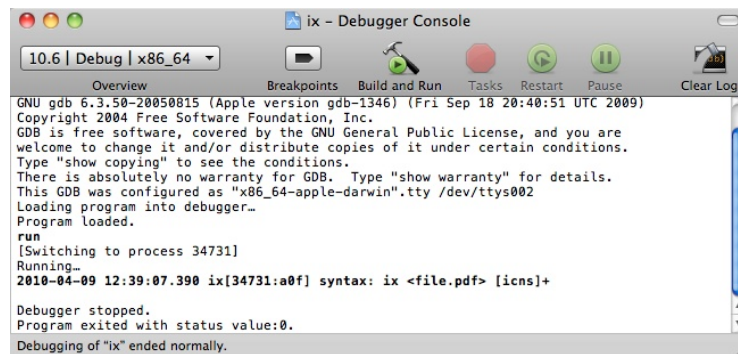 ix – Debugger Console
10.6 | Debug | x86_64
Overview
Breakpoints
Build and Run
Tasks
Restart
Pause
Clear Log
GNU gdb 6.3.50-20050815 (Apple version gdb-1346) (Fri Sep 18 20:40:51 UTC 2009)
Copyright 2004 Free Software Foundation, Inc.
GDB is free software, covered by the GNU General Public License, and you are
welcome to change it and/or distribute copies of it under certain conditions.
Type "show copying" to see the conditions.
There is absolutely no warranty for GDB.  Type "show warranty" for details.
This GDB was configured as "x86_64-apple-darwin".tty /dev/ttys002
Loading program into debugger…
Program loaded.
run
[Switching to process 34731]
Running…
2010-04-09 12:39:07.390 ix[34731:a0f] syntax: ix <file.pdf> [icns]+
Debugger stopped.
Program exited with status value:0.
Debugging of “ix” ended normally.